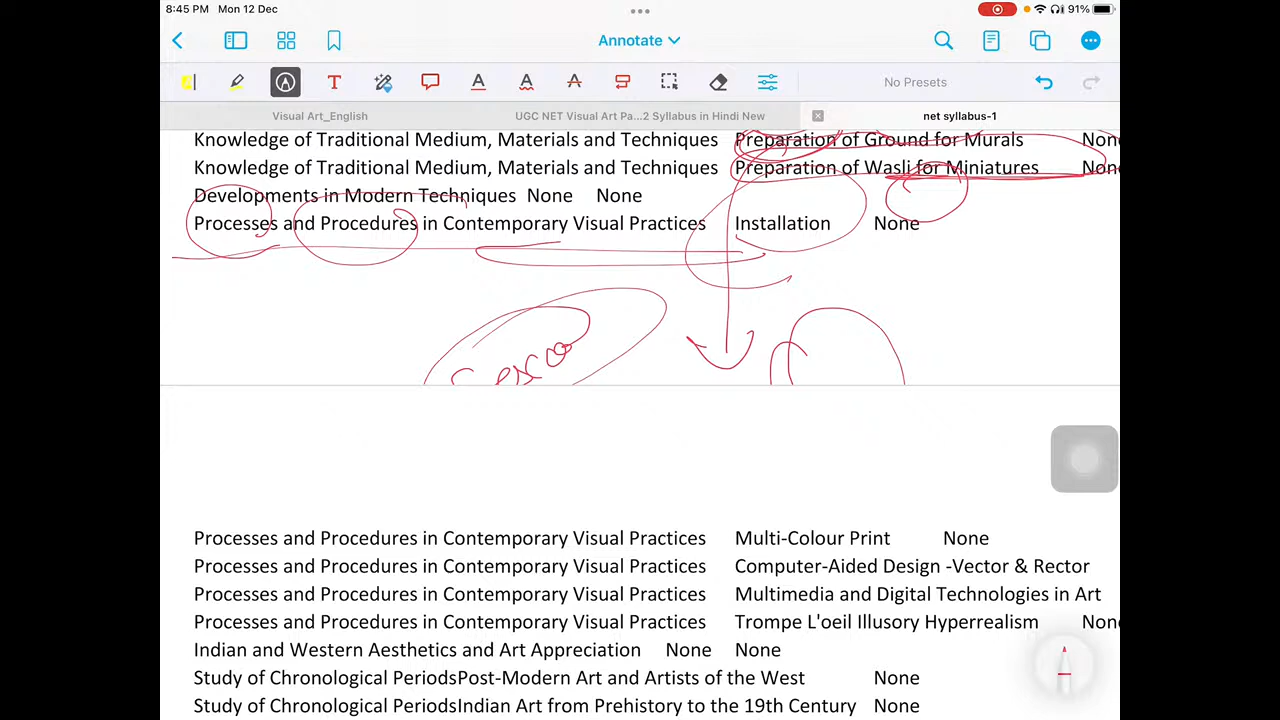 8:45 PM Mon 12 Dec
91%
Annotate
T A A A No Presets
Visual Art_English UGC NET Visual Art Pa...2 Syllabus in Hindi New net syllabus-1
Knowledge of Traditional Medium, Materials and Techniques Preparation of Ground for Murals None
Knowledge of Traditional Medium, Materials and Techniques Preparation of Wasli for Miniatures None
Developments in Modern Techniques None None
Processes and Procedures in Contemporary Visual Practices Installation None
Processes and Procedures in Contemporary Visual Practices Multi-Colour Print None
Processes and Procedures in Contemporary Visual Practices Computer-Aided Design -Vector & Rector
Processes and Procedures in Contemporary Visual Practices Multimedia and Digital Technologies in Art
Processes and Procedures in Contemporary Visual Practices Trompe L'oeil Illusory Hyperrealism None
Indian and Western Aesthetics and Art Appreciation None None
Study of Chronological PeriodsPost-Modern Art and Artists of the West None
Study of Chronological PeriodsIndian Art from Prehistory to the 19th Century None